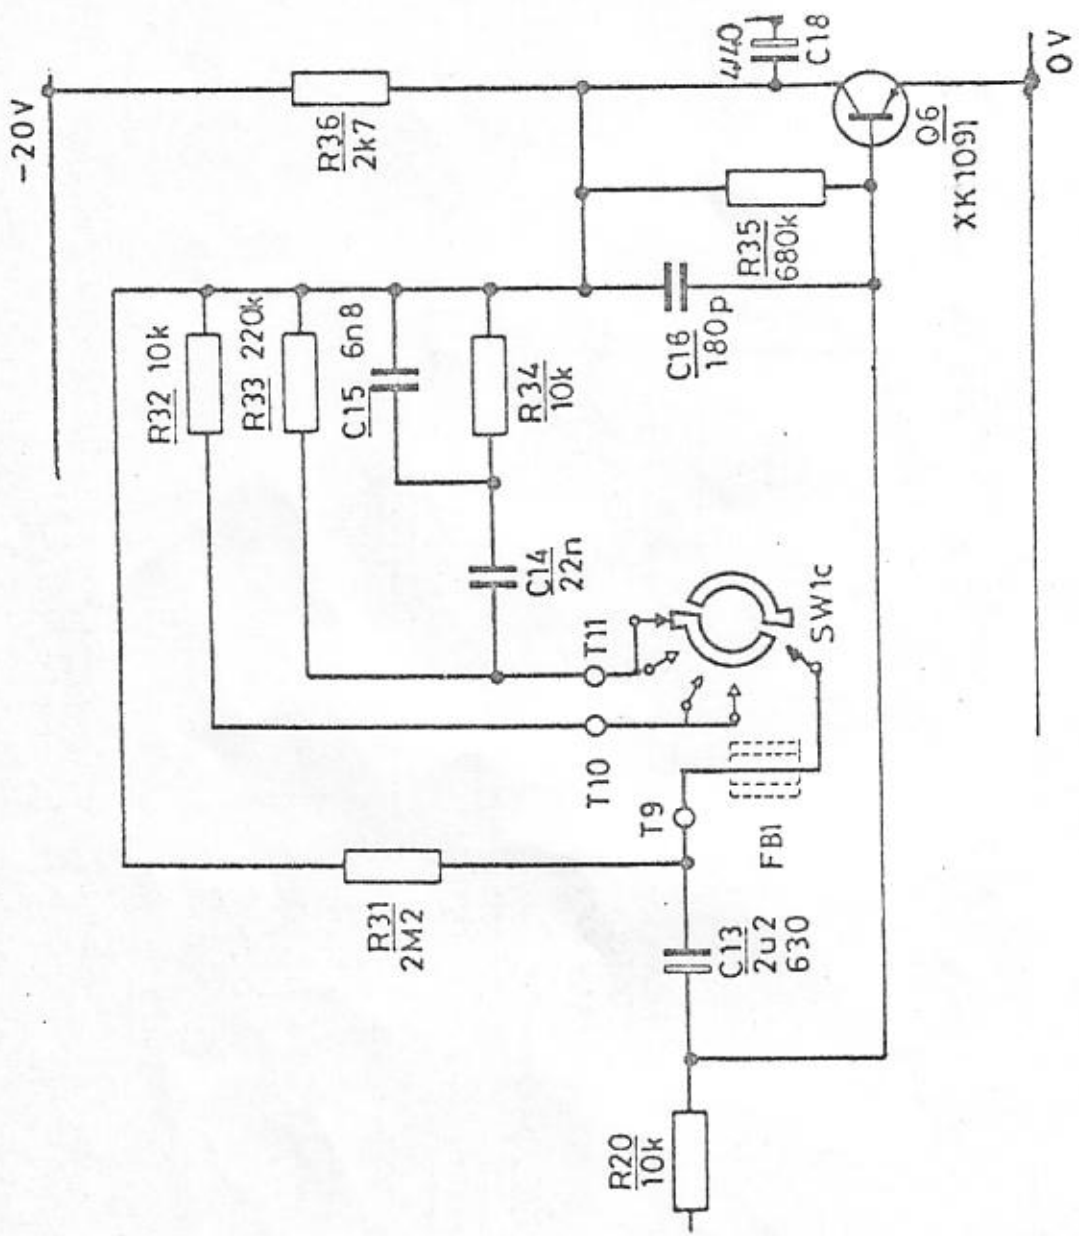 -20V
0V
R36
2k7
440
C18
Q6
XK1091
R35
680k
C16
180p
R32 10k
R33 220k
C15 6n8
R34
10k
C14
22n
T11
SW1c
T10
T9
FB1
R31
2M2
C13
2u2
630
R20
10k